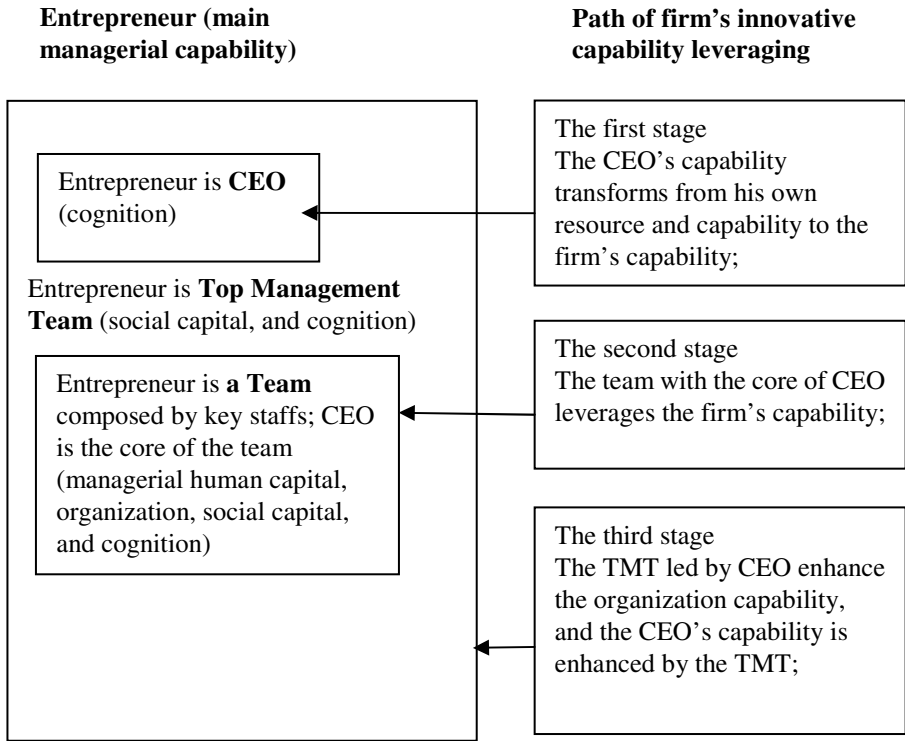 Entrepreneur (main
managerial capability)
Path of firm's innovative
capability leveraging
Entrepreneur is CEO
(cognition)
Entrepreneur is Top Management
Team (social capital, and cognition)
Entrepreneur is a Team
composed by key staffs; CEO
is the core of the team
(managerial human capital,
organization, social capital,
and cognition)
The first stage
The CEO's capability
transforms from his own
resource and capability to the
firm's capability;
The second stage
The team with the core of CEO
leverages the firm's capability;
The third stage
The TMT led by CEO enhance
the organization capability,
and the CEO's capability is
enhanced by the TMT;